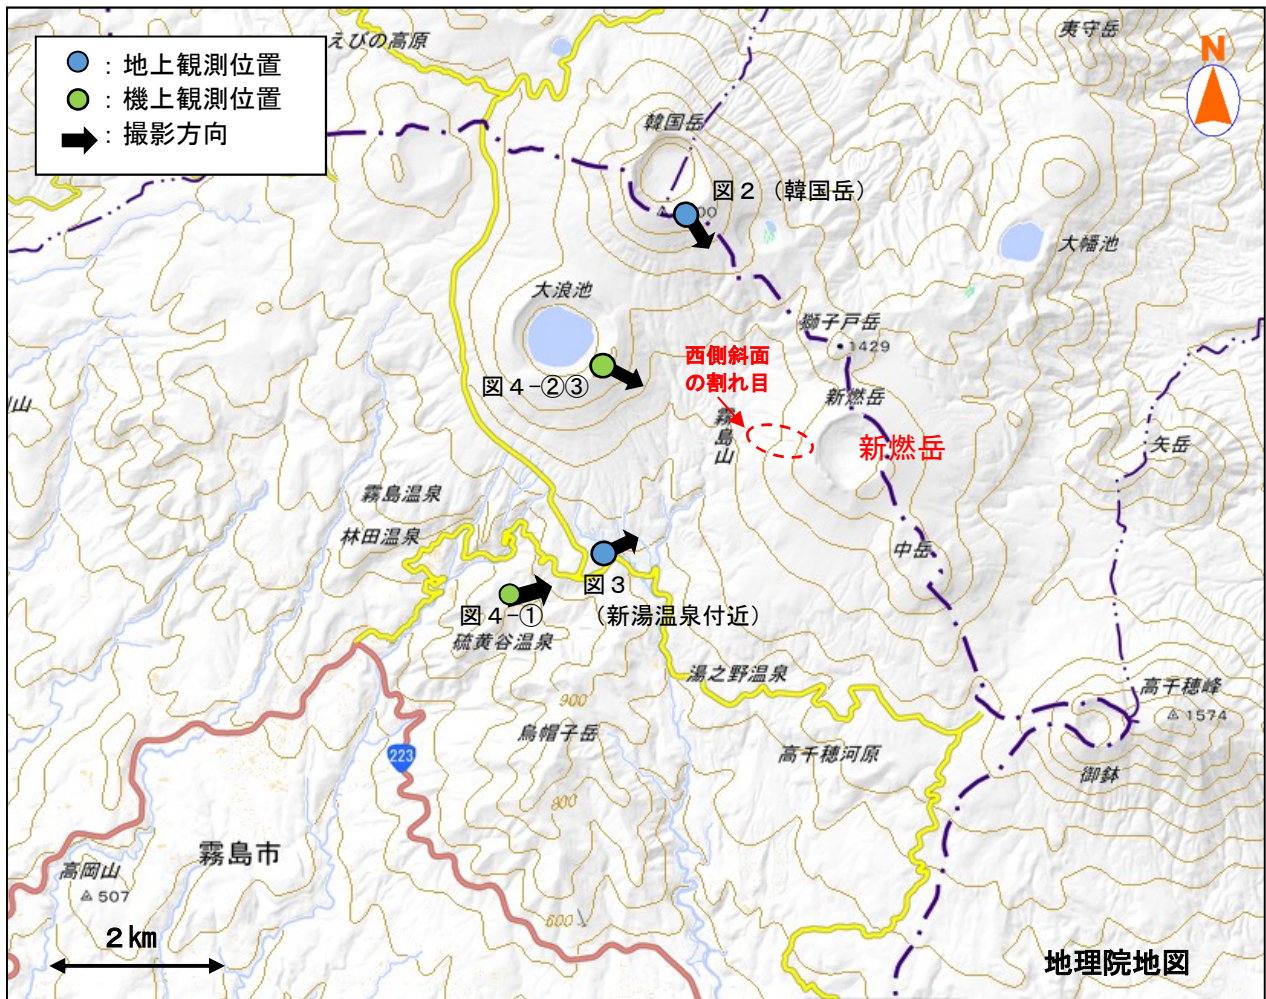 ：地上観測位置
：機上観測位置
：撮影方向
えびの高原
夷守岳
N
韓国岳
図２（韓国岳）
大幡池
大浪池
獅子戸岳
1429
西側斜面
の割れ目
図４-②③
新燃岳
霧島山
新燃岳
矢岳
霧島温泉
林田温泉
中岳
図３
（新湯温泉付近）
図４-①
硫黄谷温泉
湯之野温泉
高千穂峰
1574
900
烏帽子岳
高千穂河原
223
御鉢
800
霧島市
高岡山
507
600
２km
地理院地図